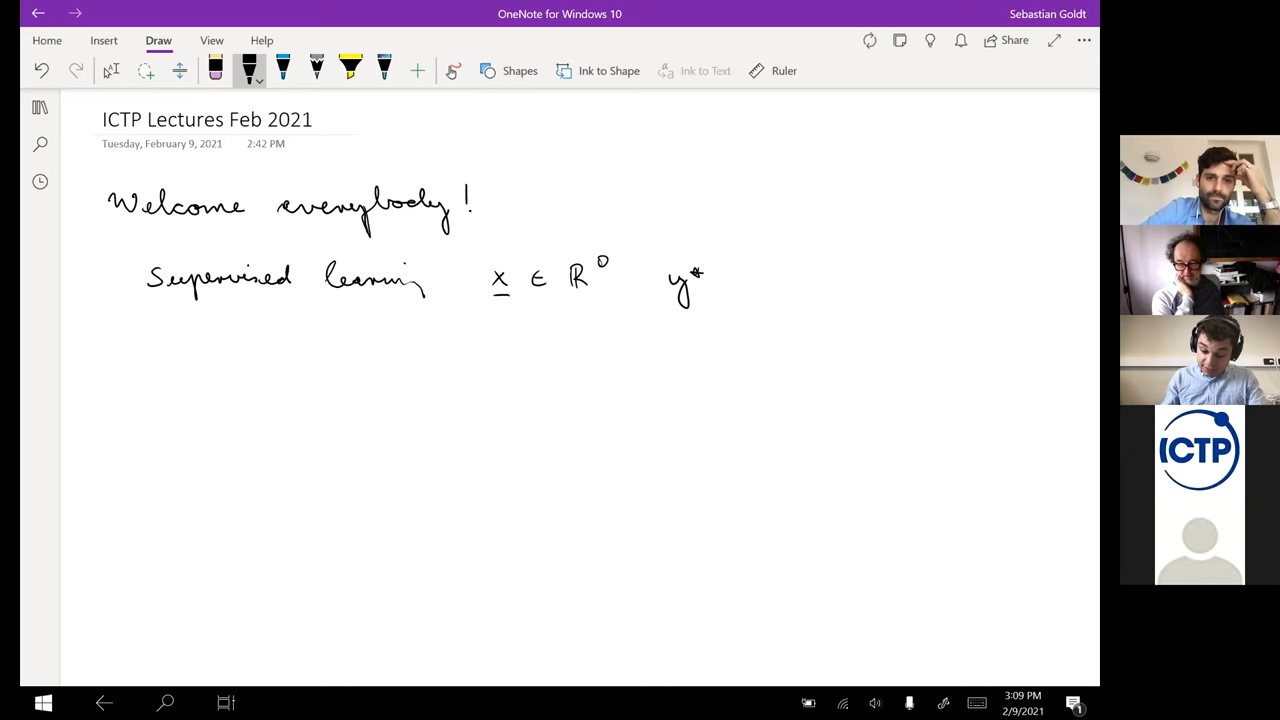 OneNote for Windows 10
Sebastian Goldt
Home Insert Draw View Help
Share
Shapes Ink to Shape Ink to Text Ruler
ICTP Lectures Feb 2021
Tuesday, February 9, 2021 2:42 PM
Welcome everybody!
Supervised learning x ∈ ℝ^D y*
ICTP
3:09 PM
2/9/2021
1